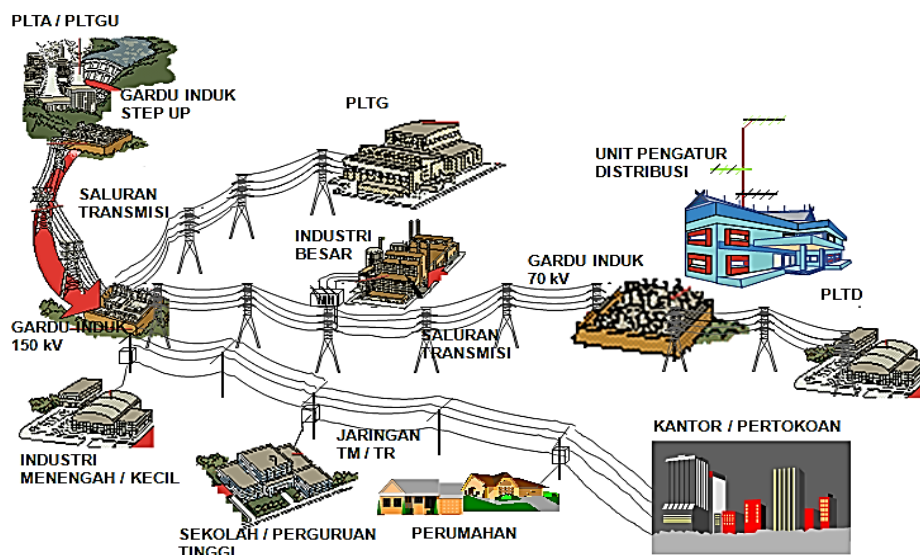 PLTA / PLTGU
GARDU INDUK
STEP UP
PLTG
UNIT PENGATUR
DISTRIBUSI
SALURAN
TRANSMISI
INDUSTRI
BESAR
GARDU INDUK
70 kV
PLTD
GARDU INDUK
150 kV
SALURAN
TRANSMISI
KANTOR / PERTOKOAN
JARINGAN
TM / TR
INDUSTRI
MENENGAH / KECIL
SEKOLAH / PERGURUAN
TINGGI
PERUMAHAN